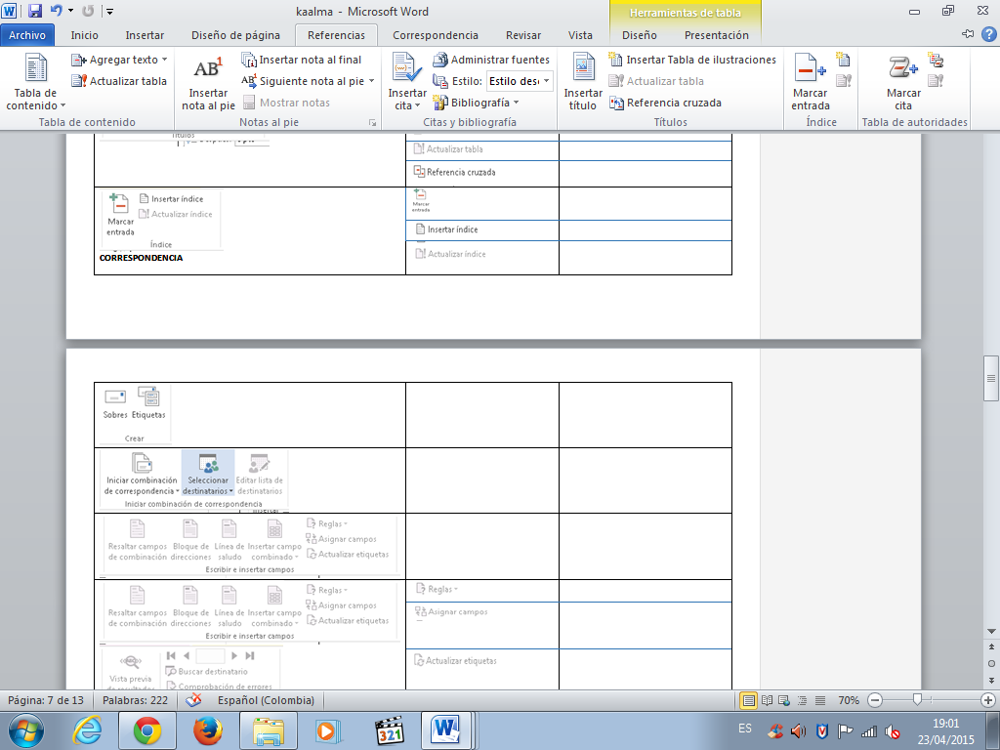 kaalma - Microsoft Word
Herramientas de tabla
Archivo Inicio Insertar Diseño de página Referencias Correspondencia Revisar Vista Diseño Presentación
Tabla de contenido
Agregar texto
Actualizar tabla
Tabla de contenido
AB1
Insertar nota al pie
Insertar nota al final
Siguiente nota al pie
Mostrar notas
Notas al pie
Insertar cita
Administrar fuentes
Estilo: Estilo des
Bibliografía
Citas y bibliografía
Insertar título
Insertar Tabla de ilustraciones
Actualizar tabla
Referencia cruzada
Títulos
Marcar entrada
Índice
Marcar cita
Tabla de autoridades
Títulos
Actualizar tabla
Referencia cruzada
Marcar entrada
Insertar índice
Actualizar índice
Índice
CORRESPONDENCIA
Marcar entrada
Insertar índice
Actualizar índice
Sobres Etiquetas
Crear
Iniciar combinación de correspondencia
Seleccionar destinatarios
Editar lista de destinatarios
Iniciar combinación de correspondencia
Resaltar campos de combinación
Bloque de direcciones
Línea de saludo
Insertar campo combinado
Reglas
Asignar campos
Actualizar etiquetas
Escribir e insertar campos
Resaltar campos de combinación
Bloque de direcciones
Línea de saludo
Insertar campo combinado
Reglas
Asignar campos
Actualizar etiquetas
Escribir e insertar campos
Reglas
Asignar campos
Actualizar etiquetas
Vista previa
de resultados
Buscar destinatario
Comprobación de errores
Página: 7 de 13 Palabras: 222 Español (Colombia) 70%
321
ES
19:01
23/04/2015